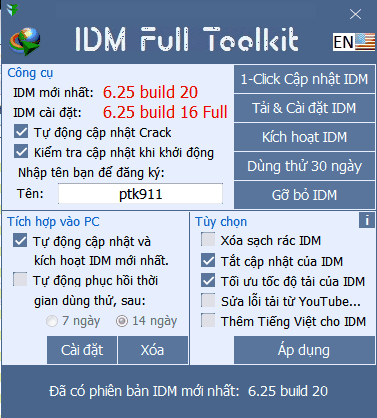 IDM Full Toolkit
EN
Công cụ
IDM mới nhất: 6.25 build 20
IDM cài đặt: 6.25 build 16 Full
Tự động cập nhật Crack
Kiểm tra cập nhật khi khởi động
Nhập tên bạn để đăng ký:
Tên: ptk911
1-Click Cập nhật IDM
Tải & Cài đặt IDM
Kích hoạt IDM
Dùng thử 30 ngày
Gỡ bỏ IDM
Tích hợp vào PC
Tự động cập nhật và
kích hoạt IDM mới nhất.
Tự động phục hồi thời
gian dùng thử, sau:
7 ngày 14 ngày
Cài đặt Xóa
Tùy chọn i
Xóa sạch rác IDM
Tắt cập nhật của IDM
Tối ưu tốc độ tải của IDM
Sửa lỗi tải từ YouTube...
Thêm Tiếng Việt cho IDM
Áp dụng
Đã có phiên bản IDM mới nhất: 6.25 build 20